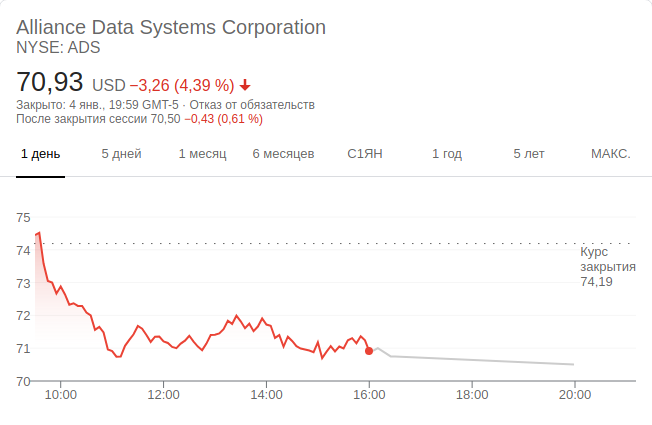 Alliance Data Systems Corporation
NYSE: ADS
70,93 USD −3,26 (4,39 %)
Закрыто: 4 янв., 19:59 GMT-5 · Отказ от обязательств
После закрытия сессии 70,50 −0,43 (0,61 %)
1 день 5 дней 1 месяц 6 месяцев С1ЯН 1 год 5 лет МАКС.
75
74
Курс
закрытия
74,19
73
72
71
70
10:00 12:00 14:00 16:00 18:00 20:00